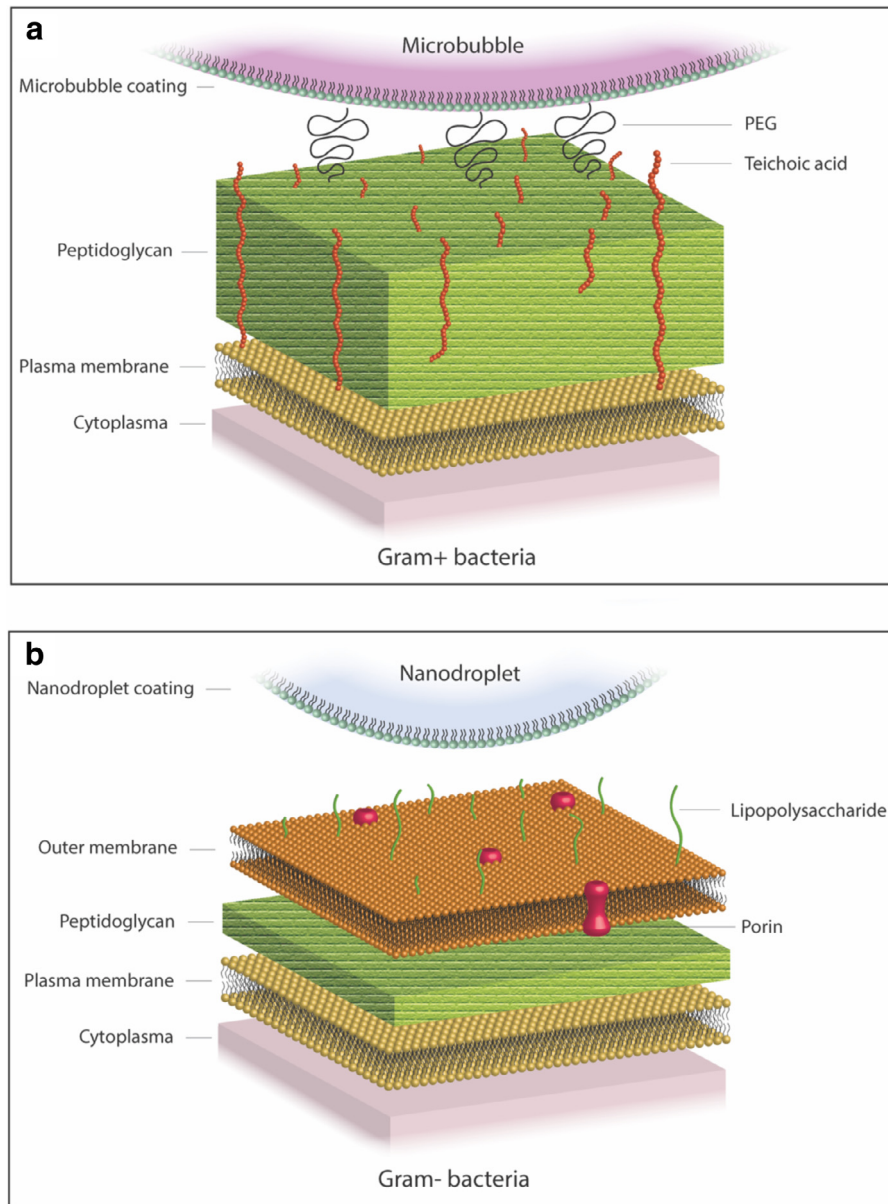 a
Microbubble
Microbubble coating
PEG
Teichoic acid
Peptidoglycan
Plasma membrane
Cytoplasma
Gram+ bacteria
b
Nanodroplet
Nanodroplet coating
Lipopolysaccharide
Outer membrane
Peptidoglycan
Porin
Plasma membrane
Cytoplasma
Gram- bacteria